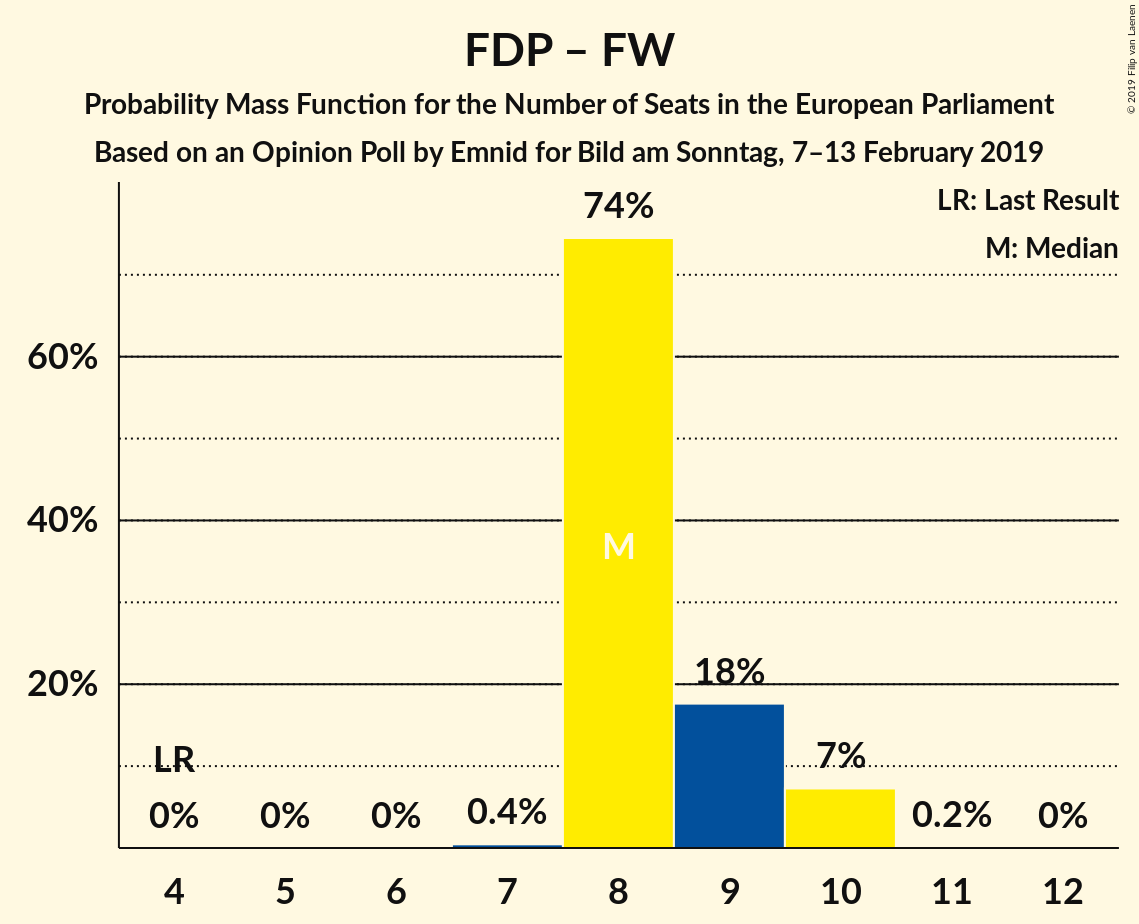 FDP – FW
Probability Mass Function for the Number of Seats in the European Parliament
Based on an Opinion Poll by Emnid for Bild am Sonntag, 7–13 February 2019
© 2019 Filip van Laenen
LR: Last Result
M: Median
74%
60%
40%
M
20%
18%
LR
7%
0%
0%
0%
0.4%
0.2%
0%
4 5 6 7 8 9 10 11 12